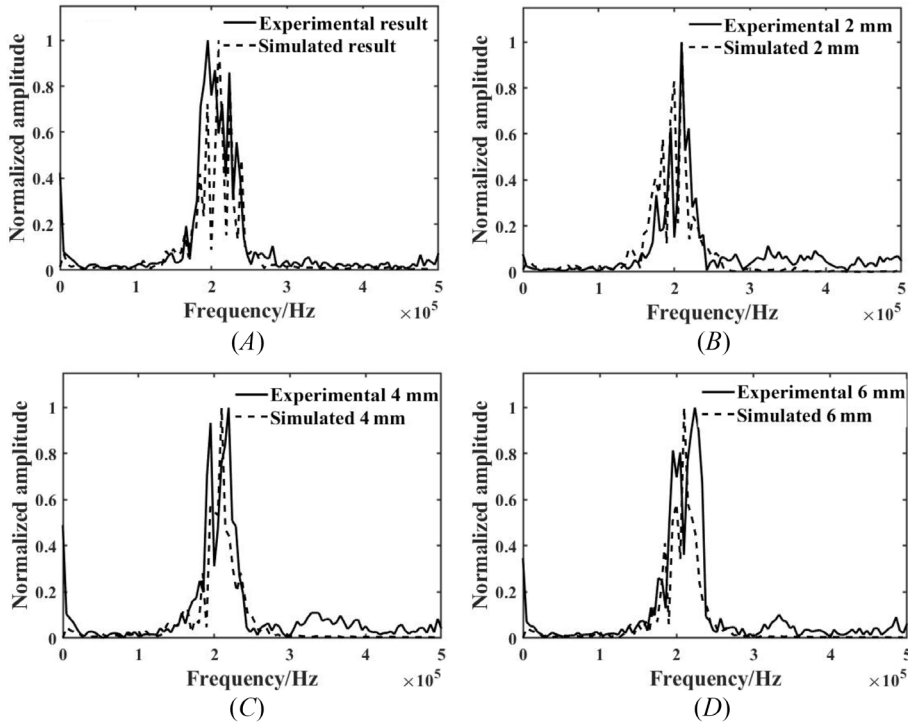 Experimental result
Simulated result
Normalized amplitude
1
0.8
0.6
0.4
0.2
0
0 1 2 3 4 5
Frequency/Hz ×10^5
(A)
Experimental 2 mm
Simulated 2 mm
Normalized amplitude
1
0.8
0.6
0.4
0.2
0
0 1 2 3 4 5
Frequency/Hz ×10^5
(B)
Experimental 4 mm
Simulated 4 mm
Normalized amplitude
1
0.8
0.6
0.4
0.2
0
0 1 2 3 4 5
Frequency/Hz ×10^5
(C)
Experimental 6 mm
Simulated 6 mm
Normalized amplitude
1
0.8
0.6
0.4
0.2
0
0 1 2 3 4 5
Frequency/Hz ×10^5
(D)